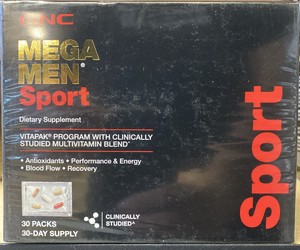 GNC
MEGA
MEN®
Sport
Dietary Supplement
VITAPAK® PROGRAM WITH CLINICALLY
STUDIED MULTIVITAMIN BLEND^
• Antioxidants • Performance & Energy
• Blood Flow • Recovery
30 PACKS
30-DAY SUPPLY
CLINICALLY
STUDIED^
Sport